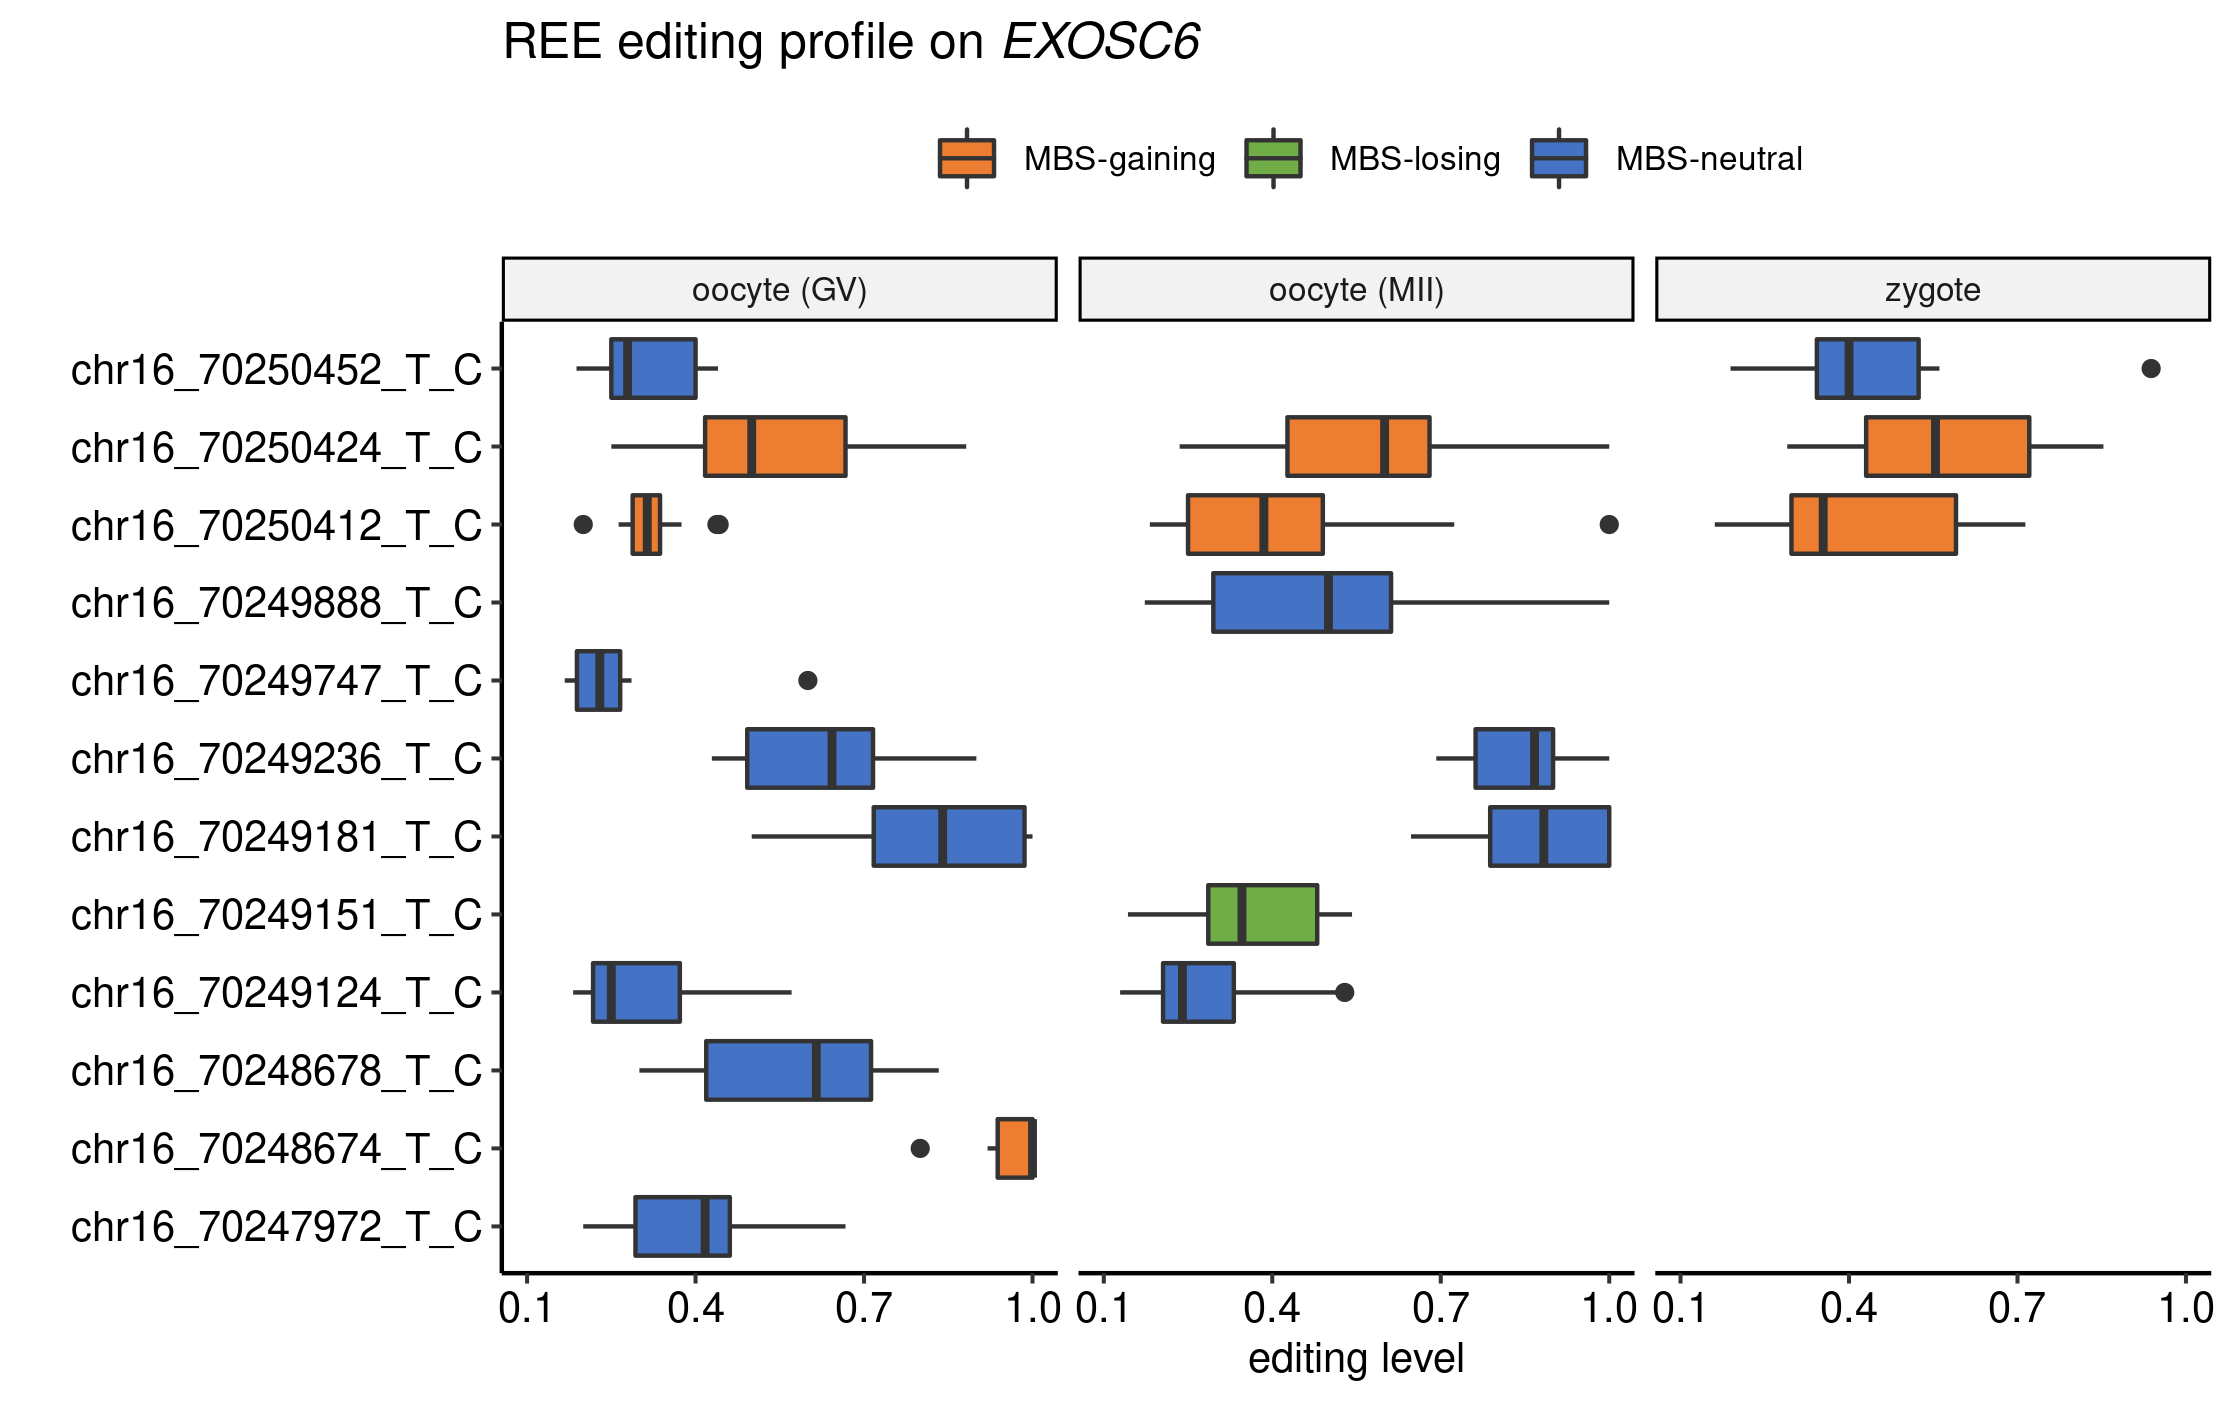 REE editing profile on EXOSC6
MBS-gaining MBS-losing MBS-neutral
oocyte (GV) oocyte (MII) zygote
chr16_70250452_T_C
chr16_70250424_T_C
chr16_70250412_T_C
chr16_70249888_T_C
chr16_70249747_T_C
chr16_70249236_T_C
chr16_70249181_T_C
chr16_70249151_T_C
chr16_70249124_T_C
chr16_70248678_T_C
chr16_70248674_T_C
chr16_70247972_T_C
0.1 0.4 0.7 1.0 0.1 0.4 0.7 1.0 0.1 0.4 0.7 1.0
editing level